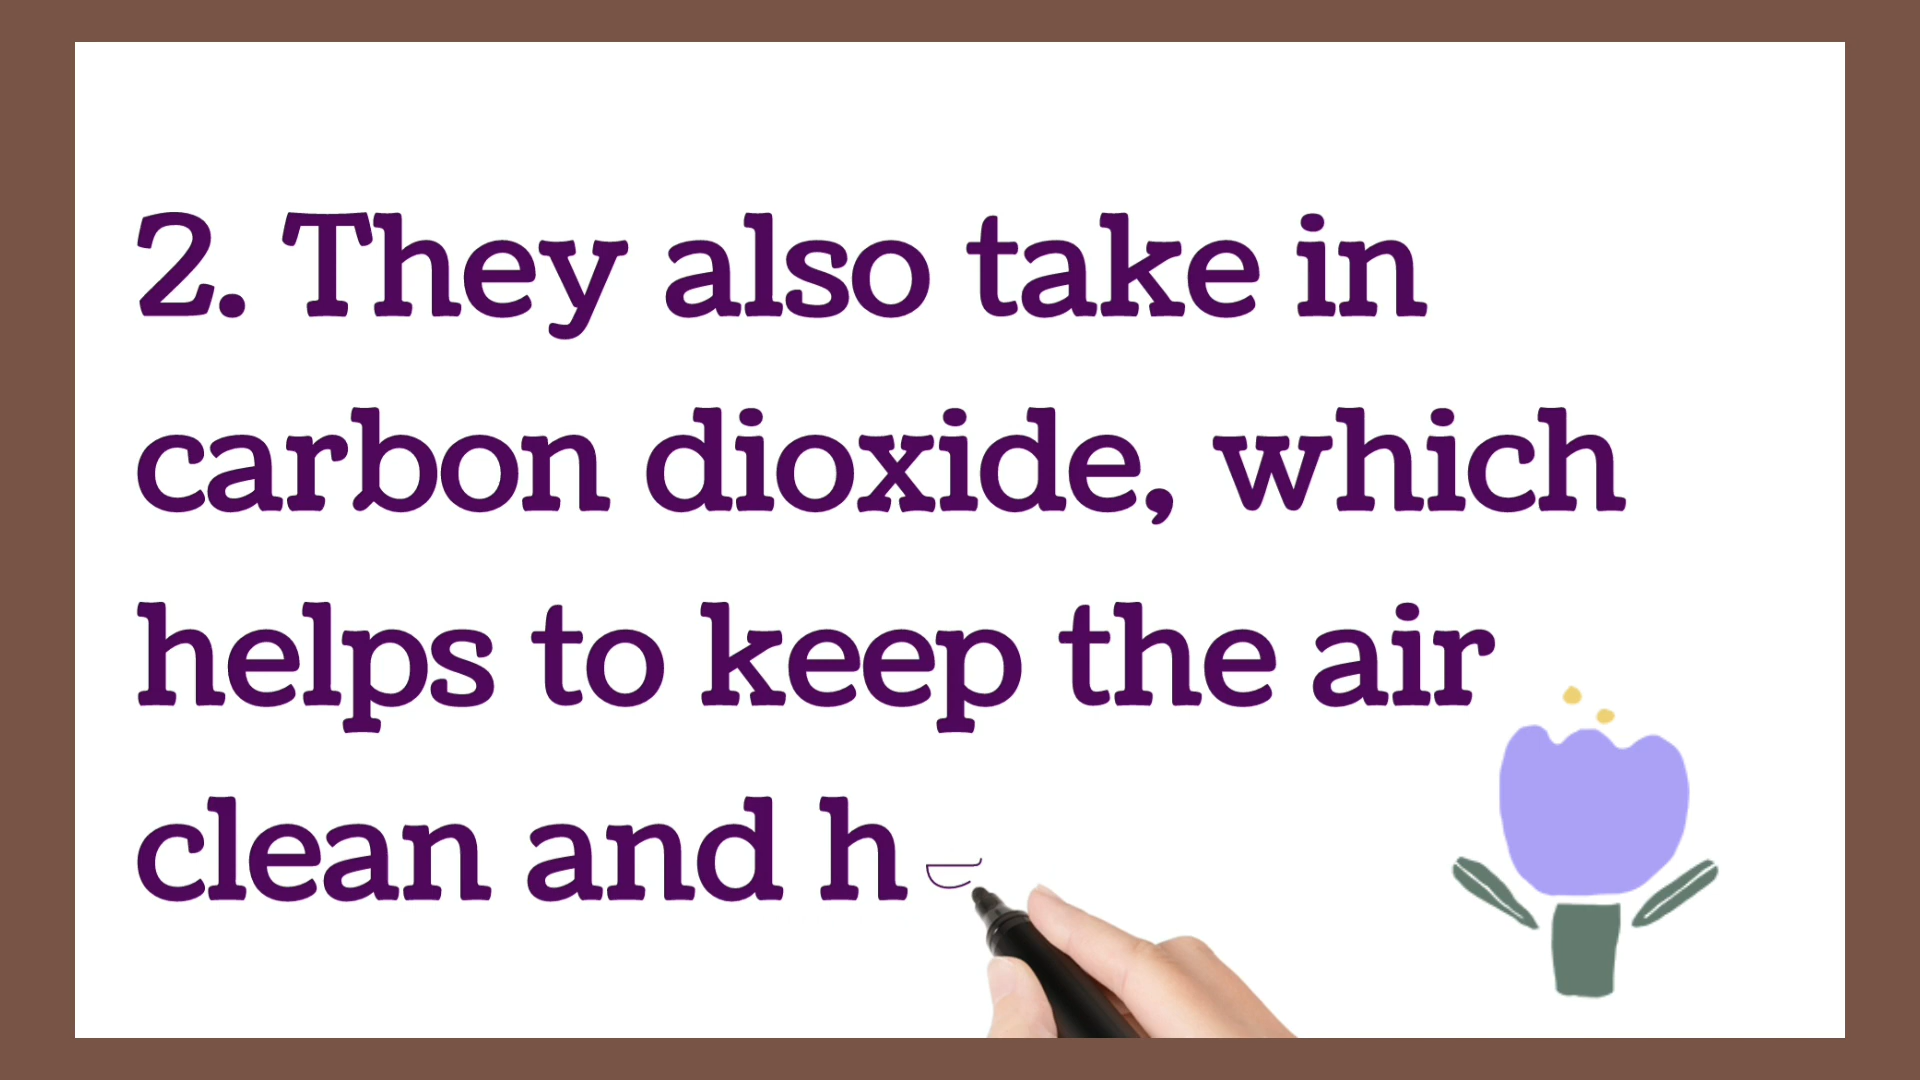 2. They also take in
carbon dioxide, which
helps to keep the air
clean and h